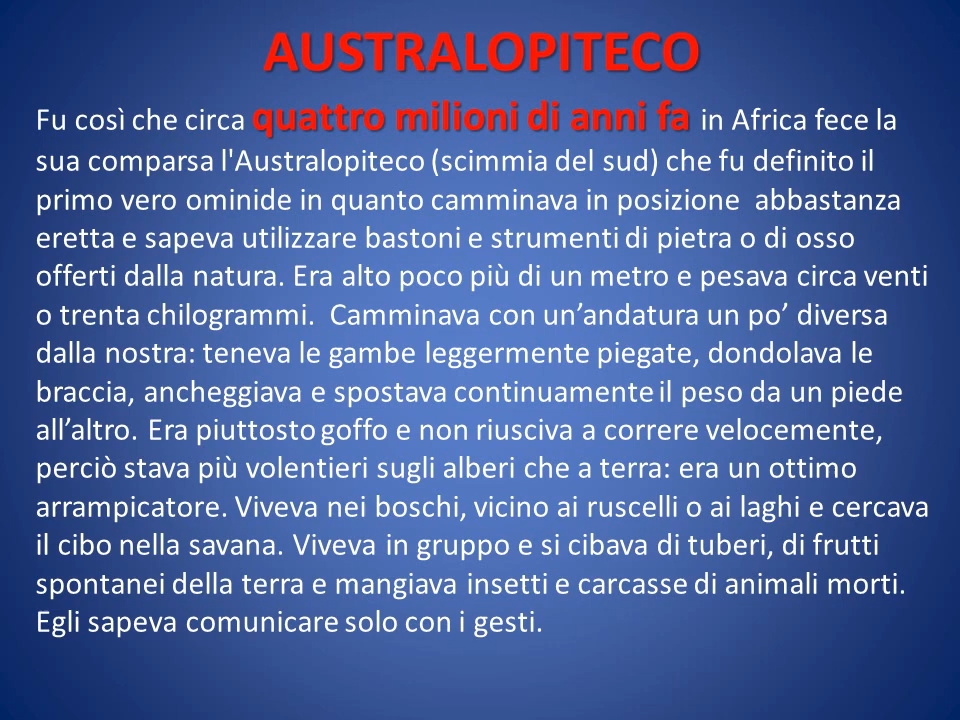 AUSTRALOPITECO
Fu così che circa quattro milioni di anni fa in Africa fece la
sua comparsa l'Australopiteco (scimmia del sud) che fu definito il
primo vero ominide in quanto camminava in posizione  abbastanza
eretta e sapeva utilizzare bastoni e strumenti di pietra o di osso
offerti dalla natura. Era alto poco più di un metro e pesava circa venti
o trenta chilogrammi.  Camminava con un’andatura un po’ diversa
dalla nostra: teneva le gambe leggermente piegate, dondolava le
braccia, ancheggiava e spostava continuamente il peso da un piede
all’altro. Era piuttosto goffo e non riusciva a correre velocemente,
perciò stava più volentieri sugli alberi che a terra: era un ottimo
arrampicatore. Viveva nei boschi, vicino ai ruscelli o ai laghi e cercava
il cibo nella savana. Viveva in gruppo e si cibava di tuberi, di frutti
spontanei della terra e mangiava insetti e carcasse di animali morti.
Egli sapeva comunicare solo con i gesti.